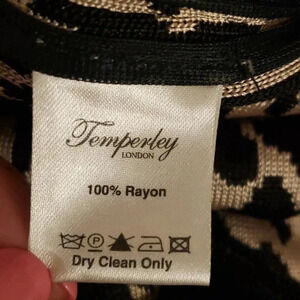 Temperley
LONDON
100% Rayon
P
Dry Clean Only